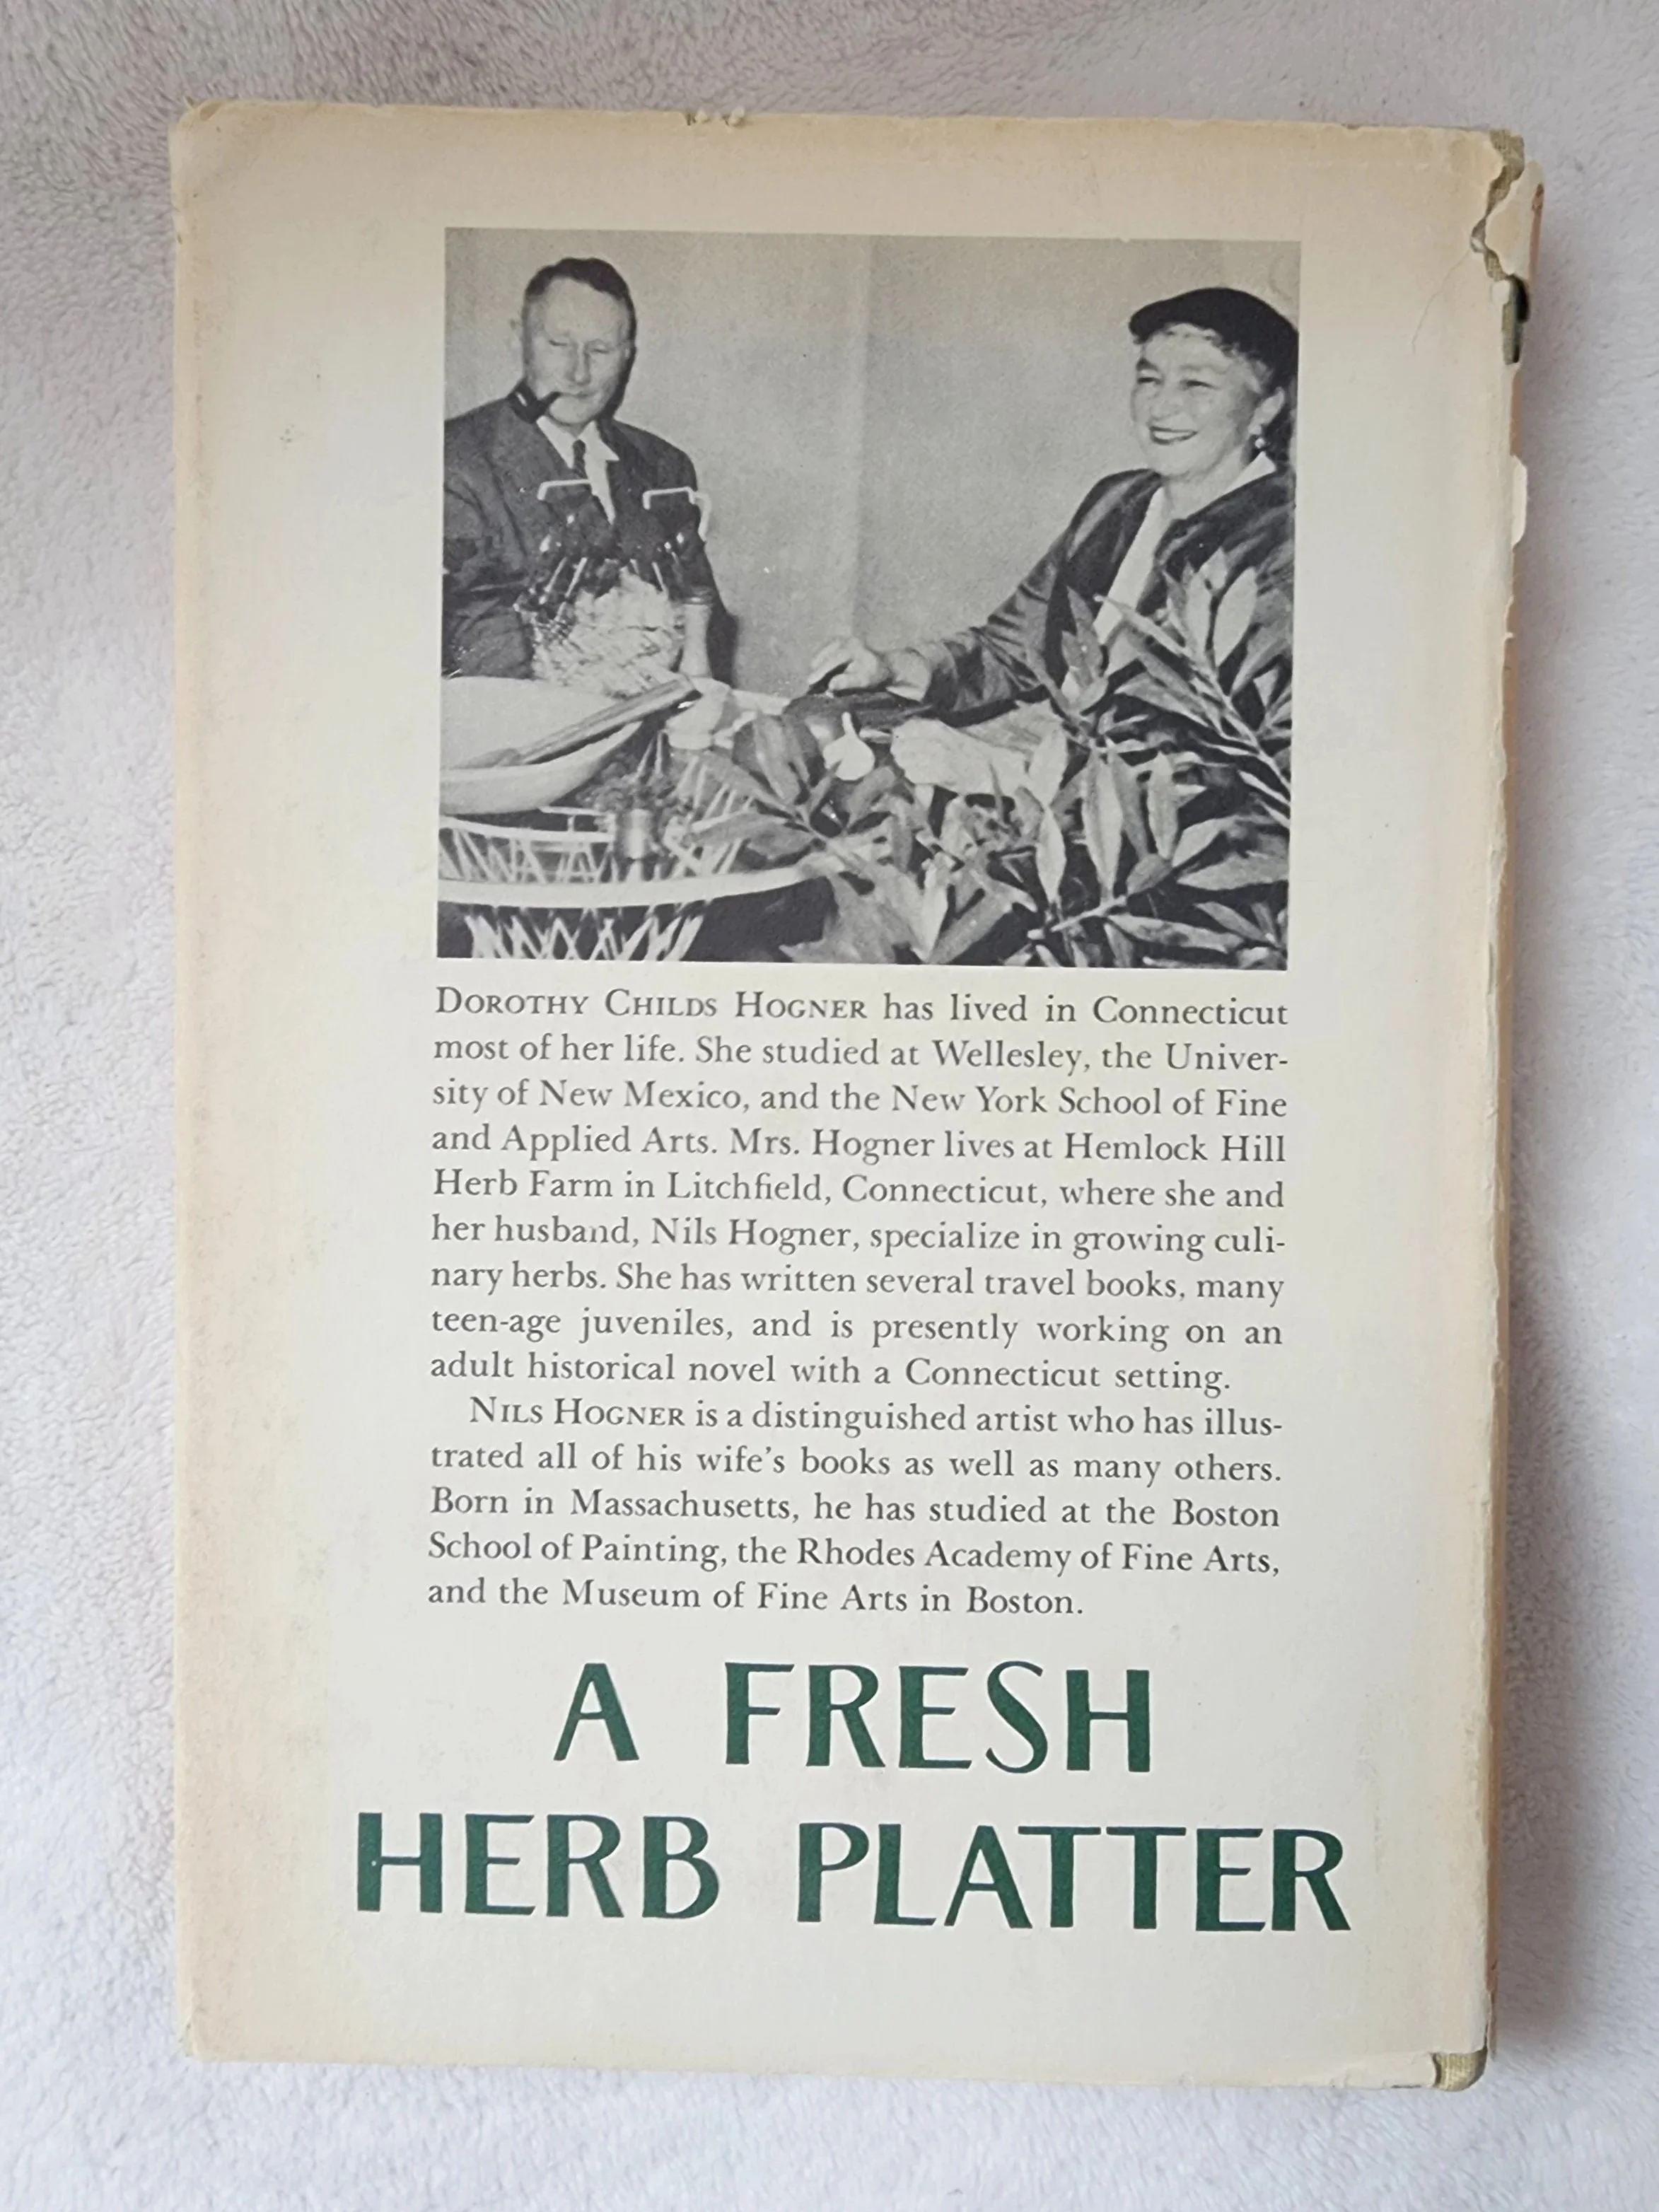 DOROTHY CHILDS HOGNER has lived in Connecticut
most of her life. She studied at Wellesley, the Univer-
sity of New Mexico, and the New York School of Fine
and Applied Arts. Mrs. Hogner lives at Hemlock Hill
Herb Farm in Litchfield, Connecticut, where she and
her husband, Nils Hogner, specialize in growing culi-
nary herbs. She has written several travel books, many
teen-age juveniles, and is presently working on an
adult historical novel with a Connecticut setting.
NILS HOGNER is a distinguished artist who has illus-
trated all of his wife's books as well as many others.
Born in Massachusetts, he has studied at the Boston
School of Painting, the Rhodes Academy of Fine Arts,
and the Museum of Fine Arts in Boston.
A FRESH
HERB PLATTER